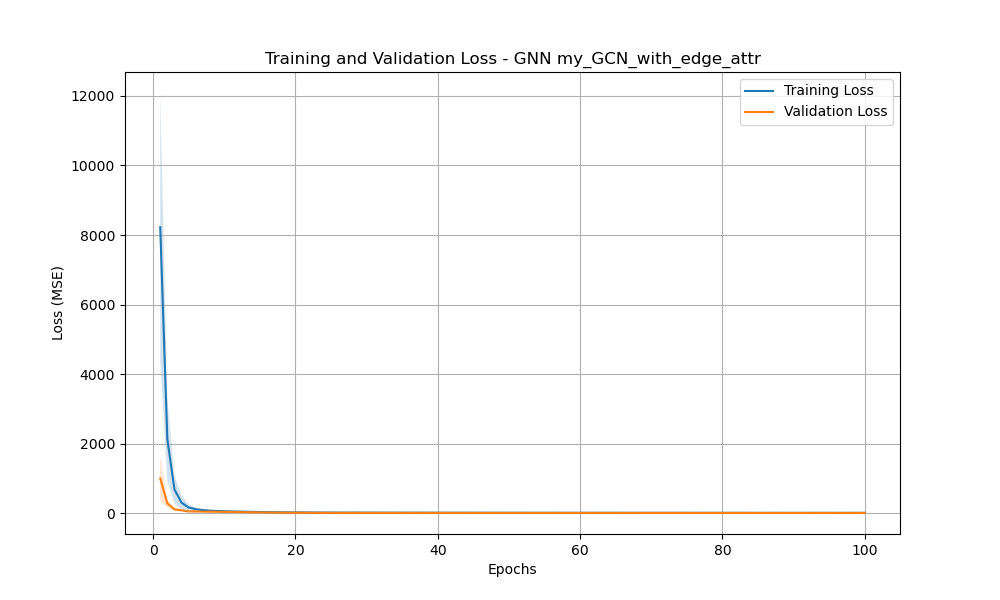 Training and Validation Loss - GNN my_GCN_with_edge_attr
Training Loss
Validation Loss
12000
10000
8000
6000
4000
2000
0
Loss (MSE)
0 20 40 60 80 100
Epochs